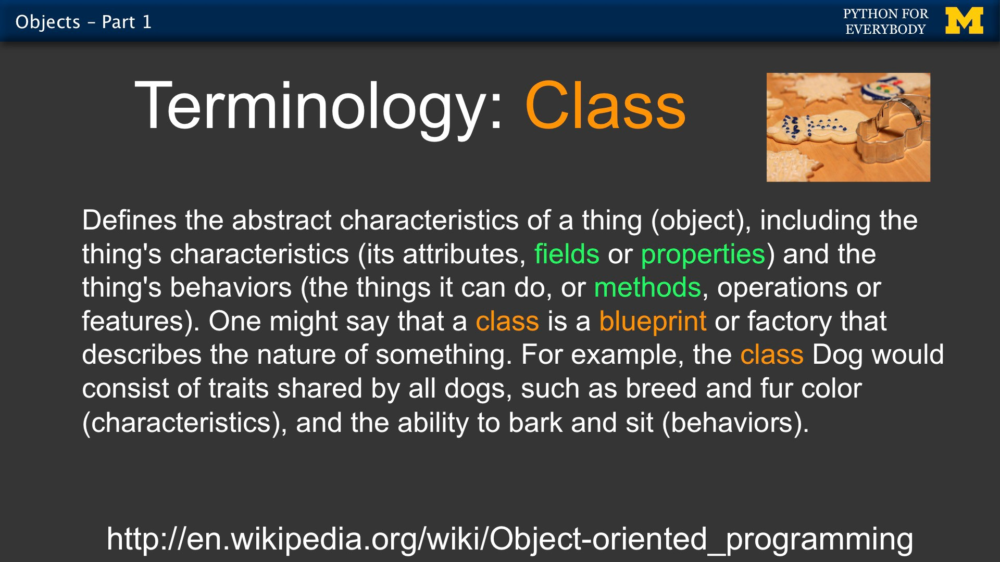 Objects – Part 1
PYTHON FOR
EVERYBODY
M
Terminology: Class
Defines the abstract characteristics of a thing (object), including the
thing's characteristics (its attributes, fields or properties) and the
thing's behaviors (the things it can do, or methods, operations or
features). One might say that a class is a blueprint or factory that
describes the nature of something. For example, the class Dog would
consist of traits shared by all dogs, such as breed and fur color
(characteristics), and the ability to bark and sit (behaviors).
http://en.wikipedia.org/wiki/Object-oriented_programming